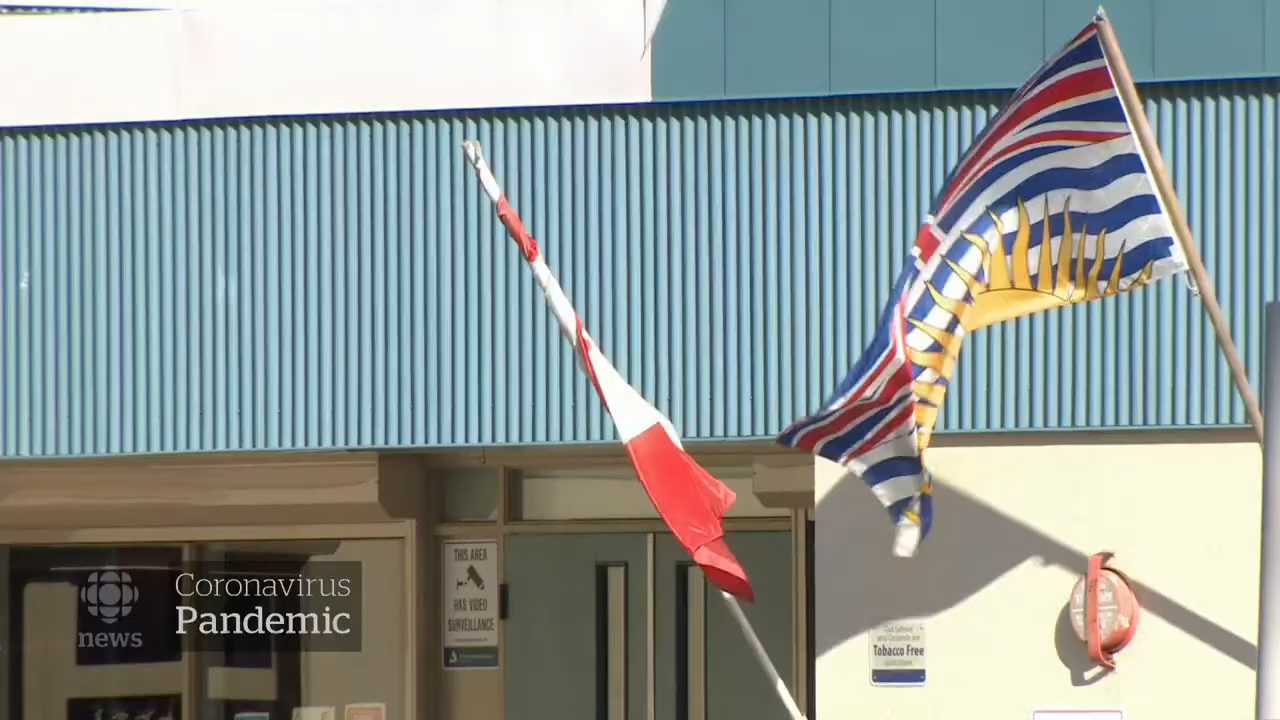 THIS AREA
HAS VIDEO
SURVEILLANCE
Coronavirus
Pandemic
news
Tobacco Free